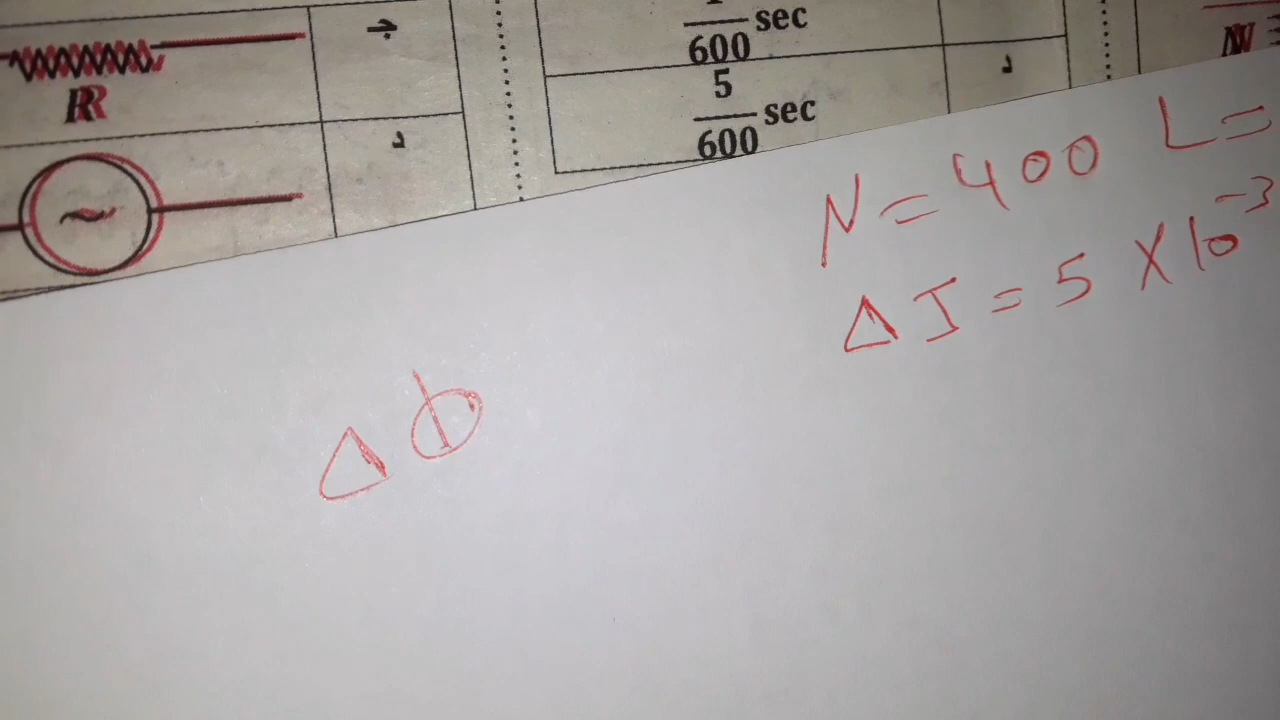 R
ج
د
600 sec
5
600 sec
د
N = 400 L =
ΔI = 5 × 10⁻³
Δϕ